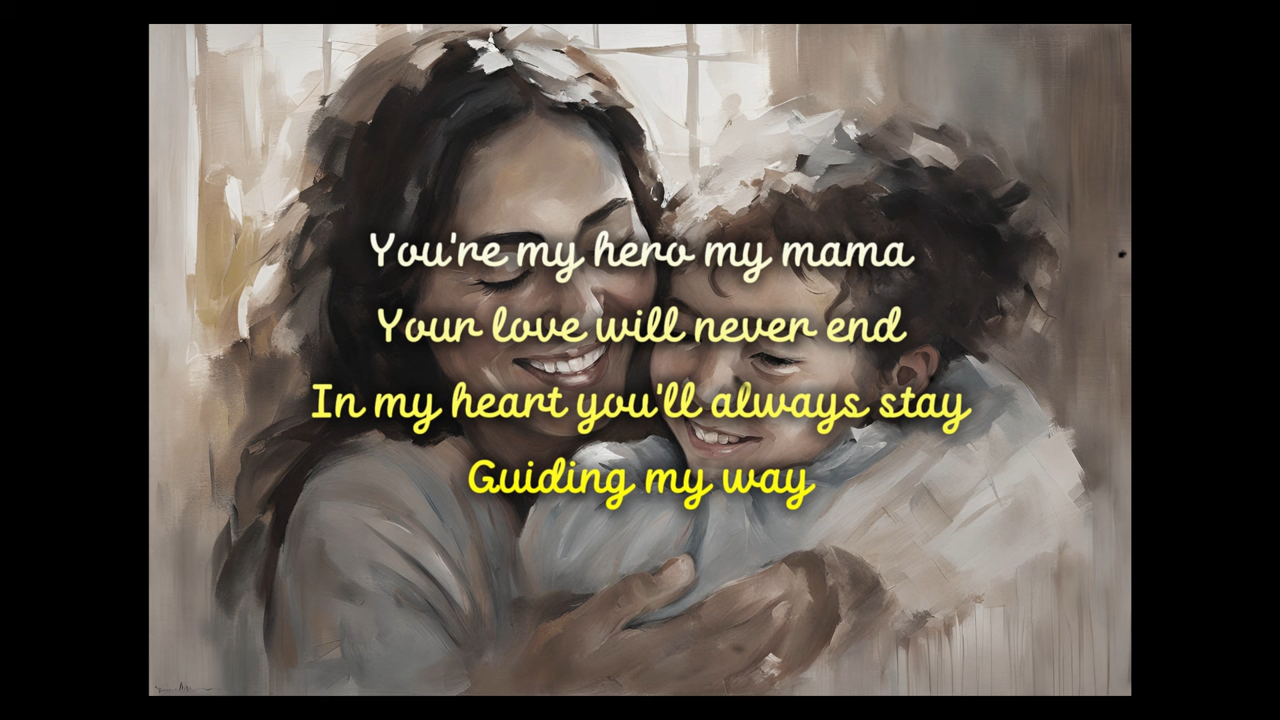 You're my hero my mama
Your love will never end
In my heart you'll always stay
Guiding my way